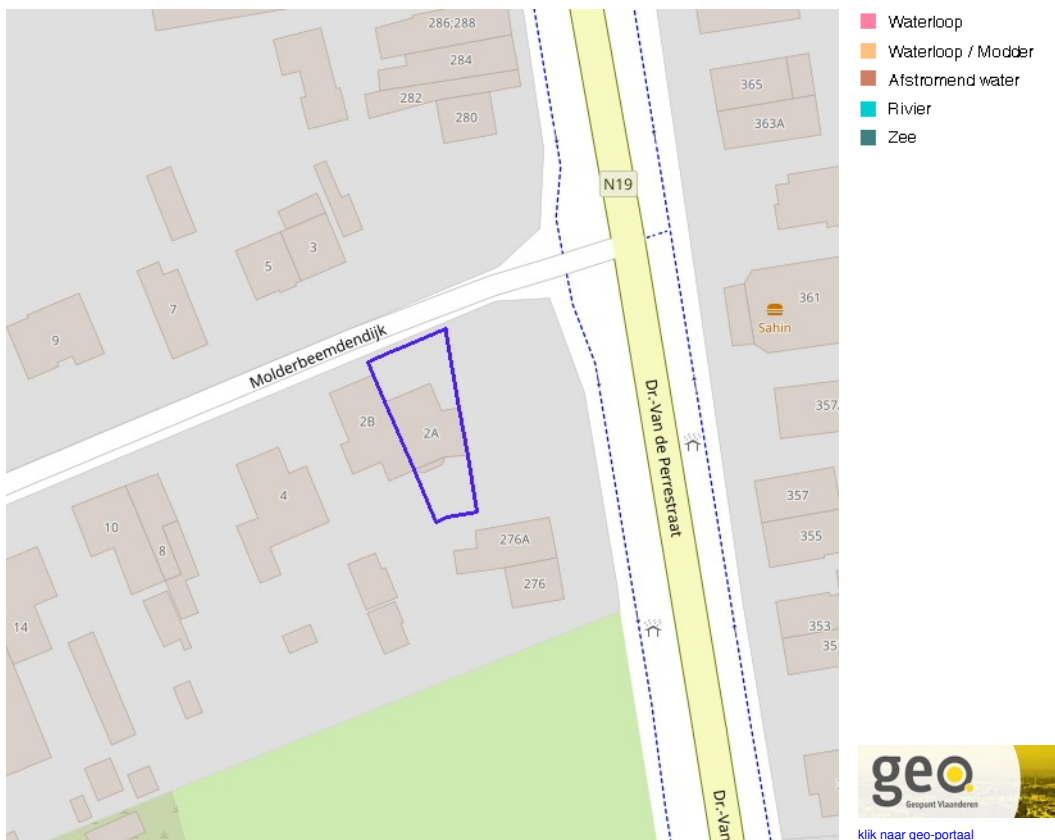 286;288
284
282
280
365
363A
N19
3
5
7
9
361
Sahin
Molderbeemdendijk
2B
2A
357
Dr.-Van de Perrestraat
4
10
8
276A
276
357
355
14
353
35
Dr.-Van
Waterloop
Waterloop / Modder
Afstromend water
Rivier
Zee
geo
Geopunt Vlaanderen
klik naar geo-portaal